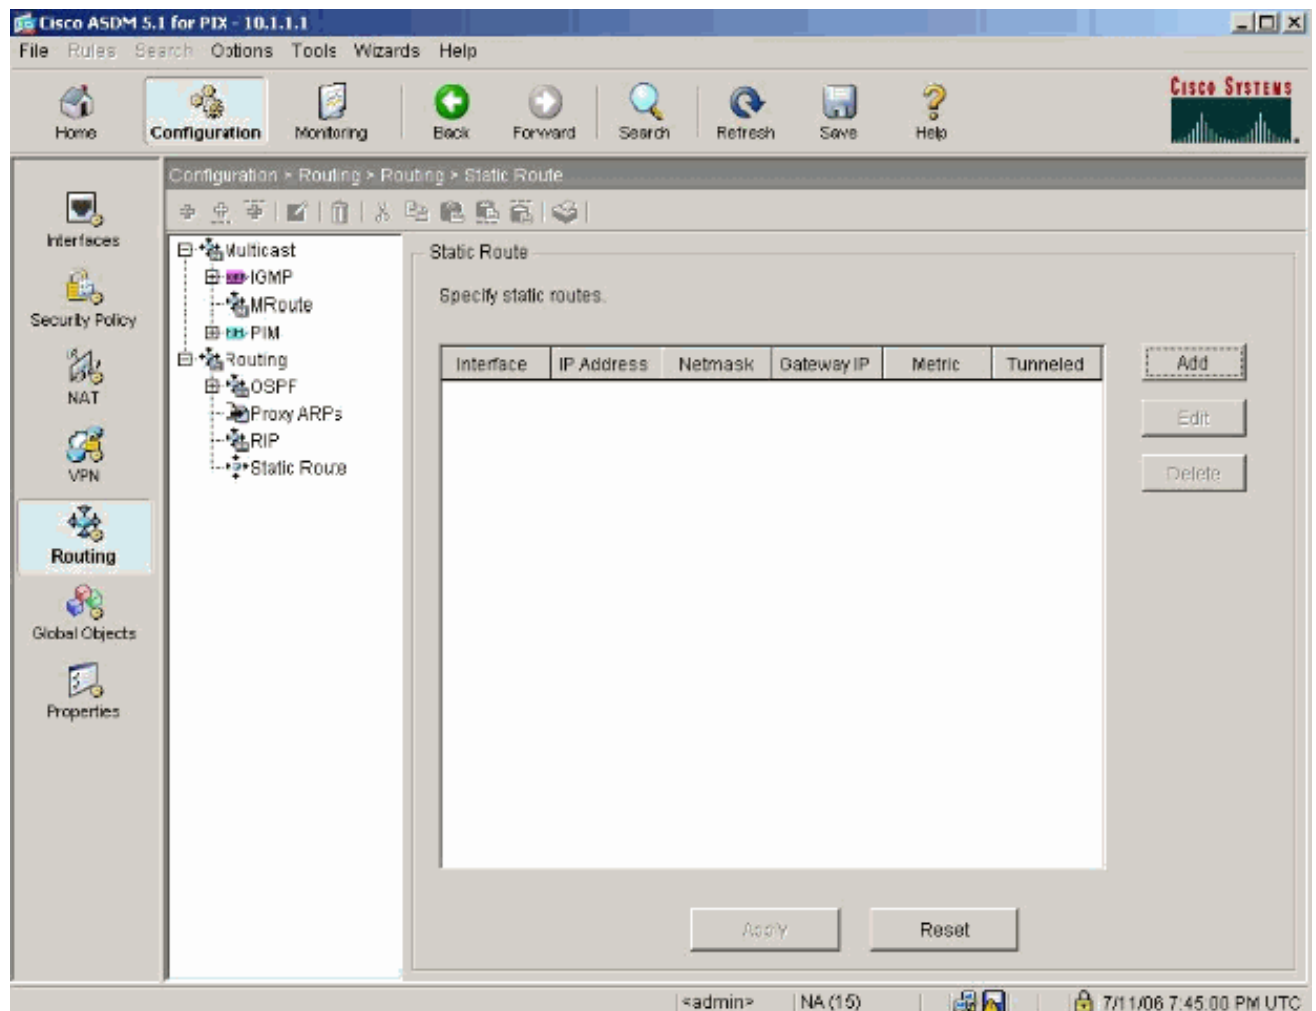 Cisco ASDM 5.1 for PIX - 10.1.1.1
File Rules Search Options Tools Wizards Help
Home Configuration Monitoring Back Forward Search Refresh Save Help
CISCO SYSTEMS
Configuration > Routing > Routing > Static Route
Interfaces
Security Policy
NAT
VPN
Routing
Global Objects
Properties
Multicast
IGMP
MRoute
PIM
Routing
OSPF
Proxy ARPs
RIP
Static Route
Static Route
Specify static routes.
Interface IP Address Netmask Gateway IP Metric Tunneled
Add
Edit
Delete
Apply Reset
<admin> NA (15) 7/11/06 7:45:00 PM UTC